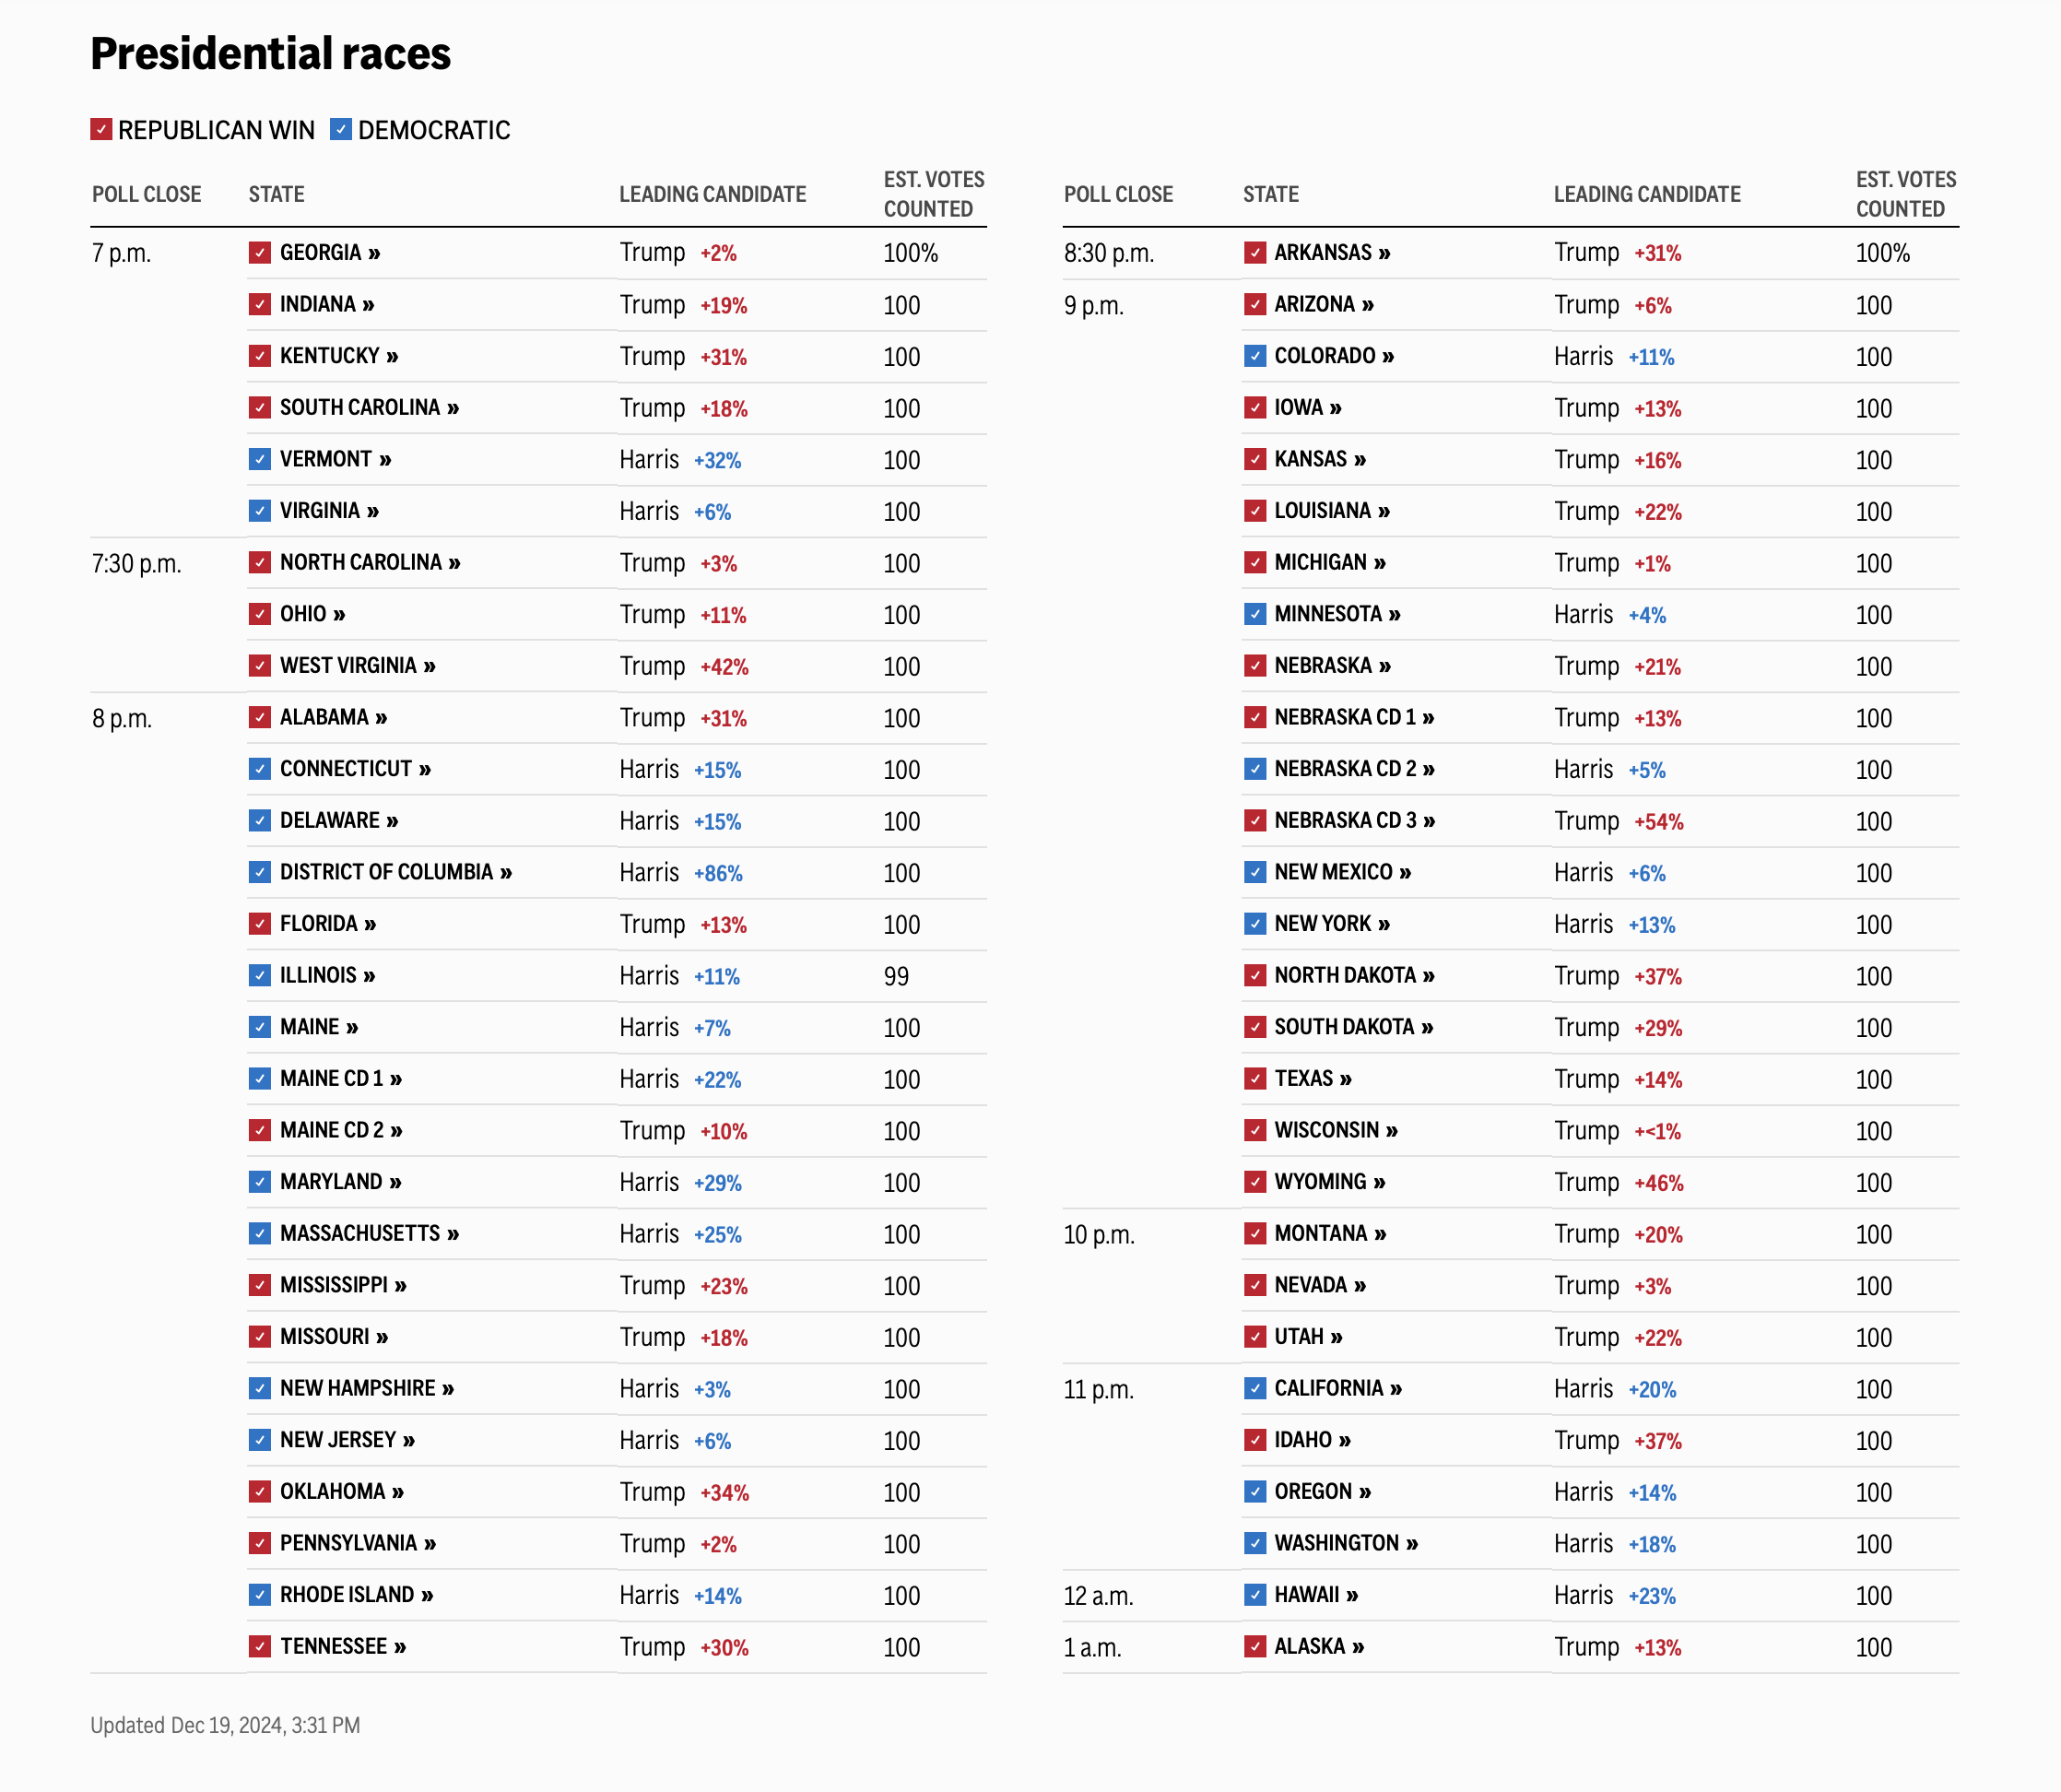 Presidential races
REPUBLICAN WIN DEMOCRATIC
POLL CLOSE STATE LEADING CANDIDATE EST. VOTES COUNTED
7 p.m. GEORGIA » Trump +2% 100%
INDIANA » Trump +19% 100
KENTUCKY » Trump +31% 100
SOUTH CAROLINA » Trump +18% 100
VERMONT » Harris +32% 100
VIRGINIA » Harris +6% 100
7:30 p.m. NORTH CAROLINA » Trump +3% 100
OHIO » Trump +11% 100
WEST VIRGINIA » Trump +42% 100
8 p.m. ALABAMA » Trump +31% 100
CONNECTICUT » Harris +15% 100
DELAWARE » Harris +15% 100
DISTRICT OF COLUMBIA » Harris +86% 100
FLORIDA » Trump +13% 100
ILLINOIS » Harris +11% 99
MAINE » Harris +7% 100
MAINE CD 1 » Harris +22% 100
MAINE CD 2 » Trump +10% 100
MARYLAND » Harris +29% 100
MASSACHUSETTS » Harris +25% 100
MISSISSIPPI » Trump +23% 100
MISSOURI » Trump +18% 100
NEW HAMPSHIRE » Harris +3% 100
NEW JERSEY » Harris +6% 100
OKLAHOMA » Trump +34% 100
PENNSYLVANIA » Trump +2% 100
RHODE ISLAND » Harris +14% 100
TENNESSEE » Trump +30% 100
POLL CLOSE STATE LEADING CANDIDATE EST. VOTES COUNTED
8:30 p.m. ARKANSAS » Trump +31% 100%
9 p.m. ARIZONA » Trump +6% 100
COLORADO » Harris +11% 100
IOWA » Trump +13% 100
KANSAS » Trump +16% 100
LOUISIANA » Trump +22% 100
MICHIGAN » Trump +1% 100
MINNESOTA » Harris +4% 100
NEBRASKA » Trump +21% 100
NEBRASKA CD 1 » Trump +13% 100
NEBRASKA CD 2 » Harris +5% 100
NEBRASKA CD 3 » Trump +54% 100
NEW MEXICO » Harris +6% 100
NEW YORK » Harris +13% 100
NORTH DAKOTA » Trump +37% 100
SOUTH DAKOTA » Trump +29% 100
TEXAS » Trump +14% 100
WISCONSIN » Trump +<1% 100
WYOMING » Trump +46% 100
10 p.m. MONTANA » Trump +20% 100
NEVADA » Trump +3% 100
UTAH » Trump +22% 100
11 p.m. CALIFORNIA » Harris +20% 100
IDAHO » Trump +37% 100
OREGON » Harris +14% 100
WASHINGTON » Harris +18% 100
12 a.m. HAWAII » Harris +23% 100
1 a.m. ALASKA » Trump +13% 100
Updated Dec 19, 2024, 3:31 PM